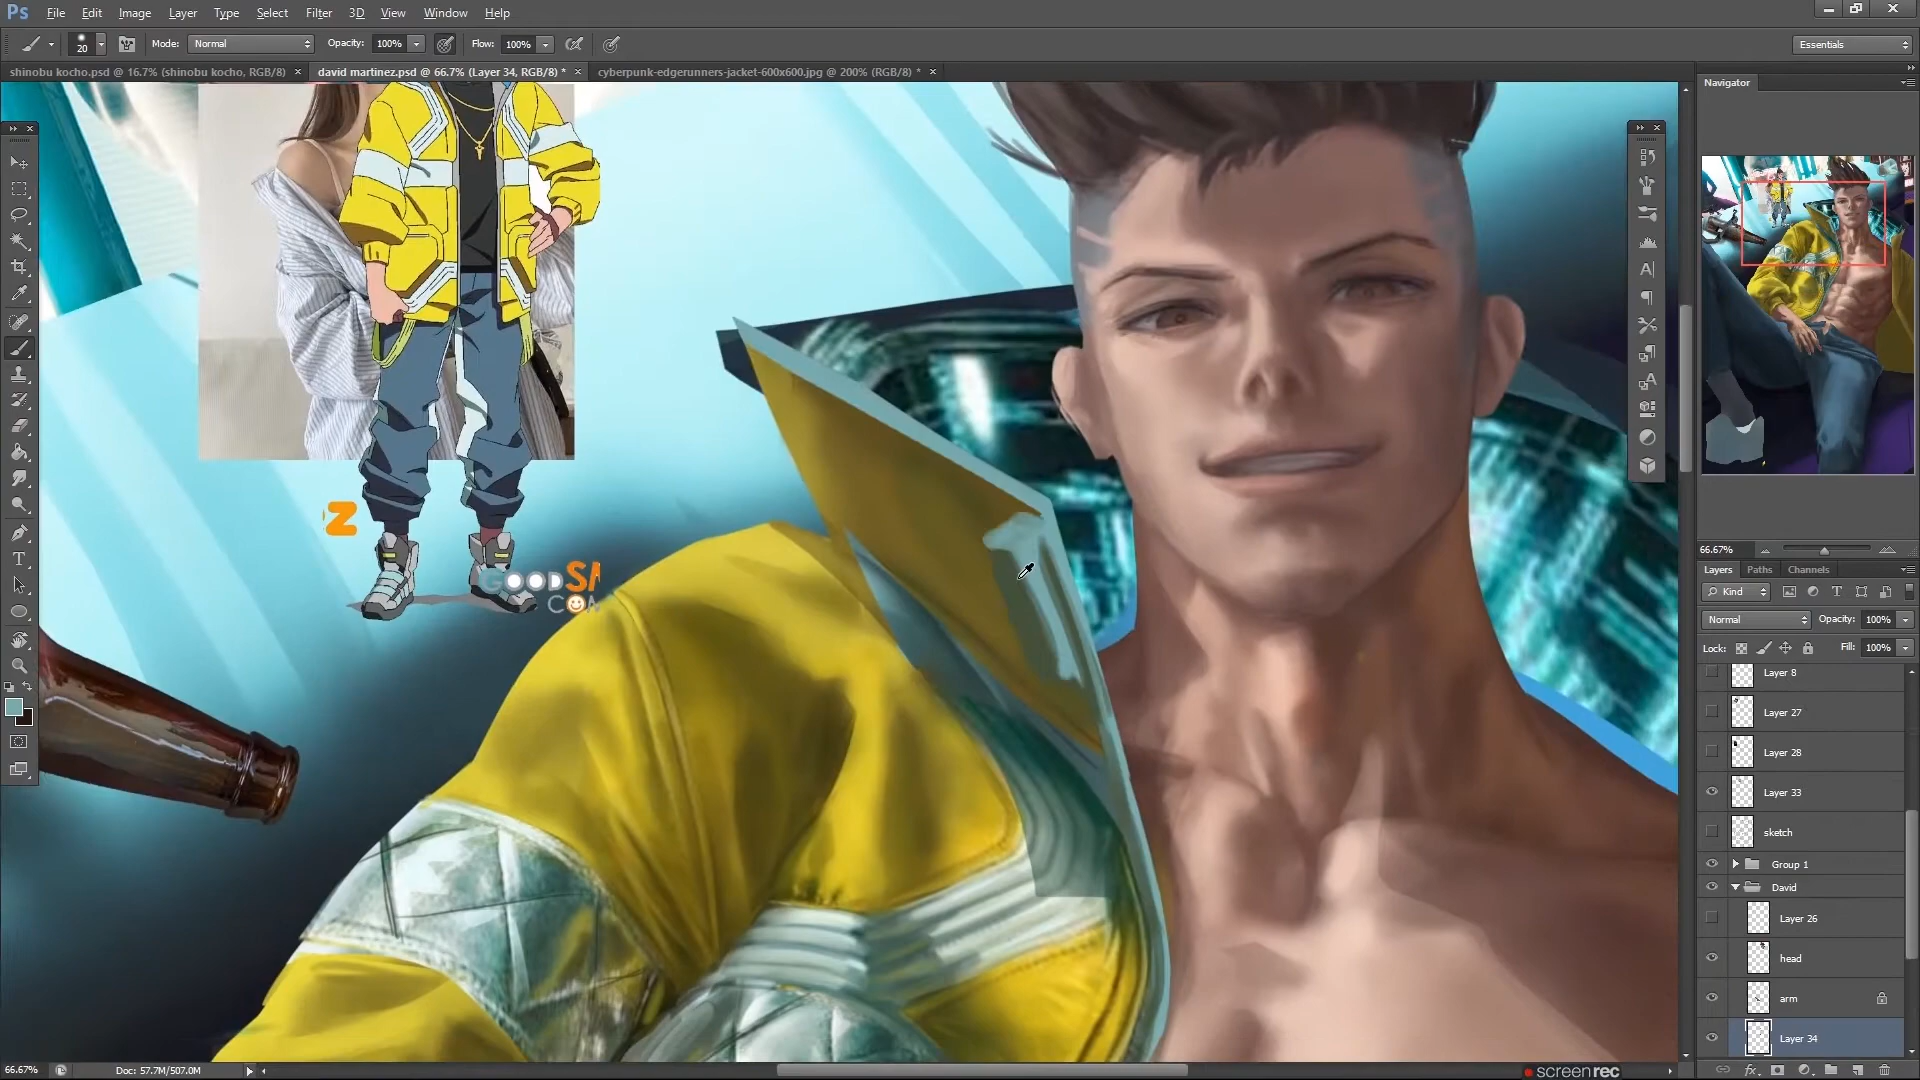 Ps File Edit Image Layer Type Select Filter 3D View Window Help
20 Mode: Normal Opacity: 100% Flow: 100% Essentials
shinobu kocho.psd @ 16.7% (shinobu kocho, RGB/8) × david martinez.psd @ 66.7% (Layer 34, RGB/8) * × cyberpunk-edgerunners-jacket-600x600.jpg @ 200% (RGB/8) * ×
Navigator
Z
GOOD
66.67%
Layers Paths Channels
Kind
Normal Opacity: 100%
Lock: Fill: 100%
Layer 8
Layer 27
Layer 28
Layer 33
sketch
Group 1
David
Layer 26
head
arm
Layer 34
66.67% Doc: 57.7M/507.0M
screenrec